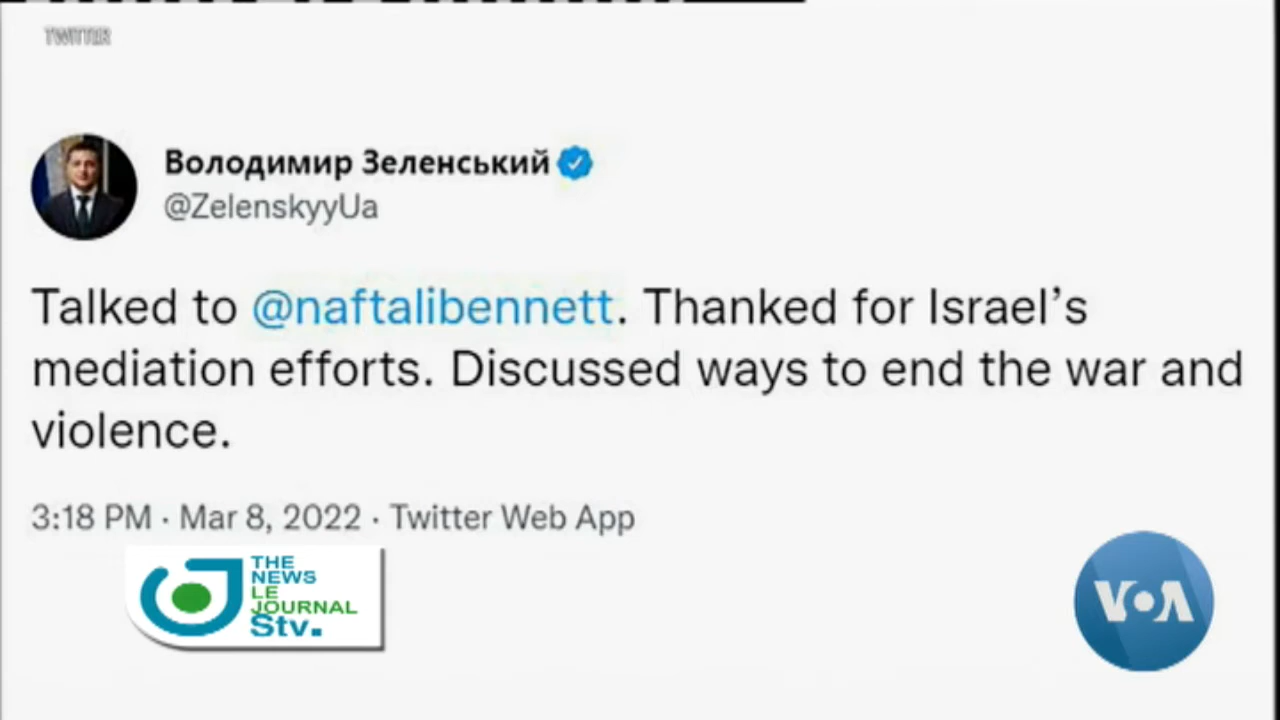 TWITTER
Володимир Зеленський
@ZelenskyyUa
Talked to @naftalibennett. Thanked for Israel’s
mediation efforts. Discussed ways to end the war and
violence.
3:18 PM · Mar 8, 2022 · Twitter Web App
THE
NEWS
LE
JOURNAL
Stv.
VOA